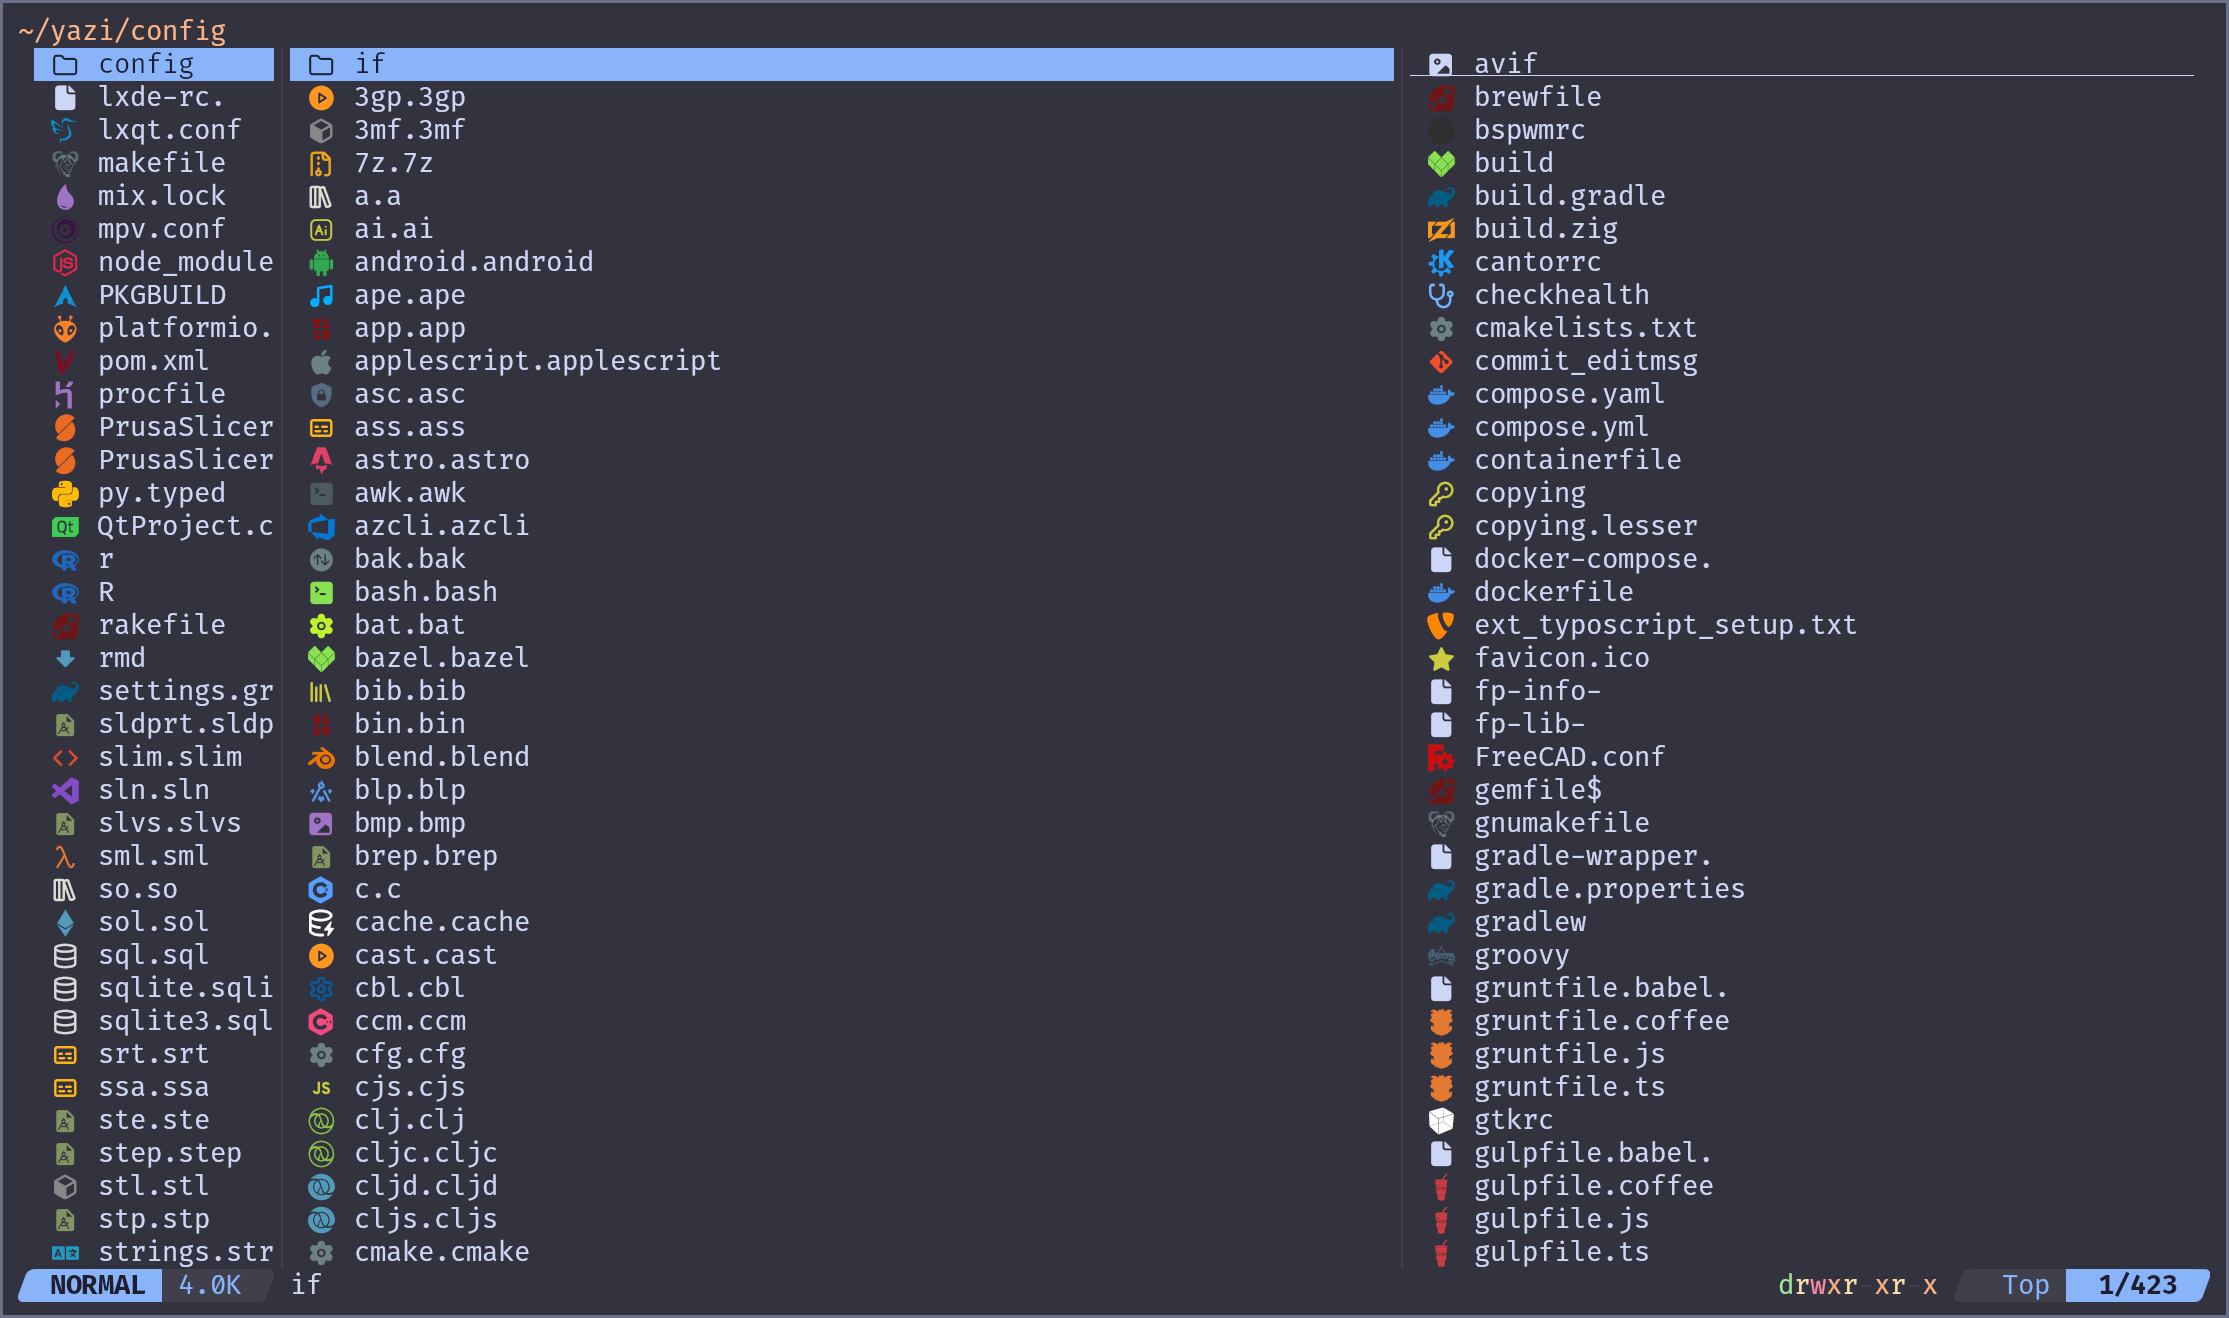 ~/yazi/config
config
lxde-rc.
lxqt.conf
makefile
mix.lock
mpv.conf
node_module
PKGBUILD
platformio.
pom.xml
procfile
PrusaSlicer
PrusaSlicer
py.typed
QtProject.c
r
R
rakefile
rmd
settings.gr
sldprt.sldp
slim.slim
sln.sln
slvs.slvs
sml.sml
so.so
sol.sol
sql.sql
sqlite.sqli
sqlite3.sql
srt.srt
ssa.ssa
ste.ste
step.step
stl.stl
stp.stp
strings.str
if
3gp.3gp
3mf.3mf
7z.7z
a.a
ai.ai
android.android
ape.ape
app.app
applescript.applescript
asc.asc
ass.ass
astro.astro
awk.awk
azcli.azcli
bak.bak
bash.bash
bat.bat
bazel.bazel
bib.bib
bin.bin
blend.blend
blp.blp
bmp.bmp
brep.brep
c.c
cache.cache
cast.cast
cbl.cbl
ccm.ccm
cfg.cfg
cjs.cjs
clj.clj
cljc.cljc
cljd.cljd
cljs.cljs
cmake.cmake
avif
brewfile
bspwmrc
build
build.gradle
build.zig
cantorrc
checkhealth
cmakelists.txt
commit_editmsg
compose.yaml
compose.yml
containerfile
copying
copying.lesser
docker-compose.
dockerfile
ext_typoscript_setup.txt
favicon.ico
fp-info-
fp-lib-
FreeCAD.conf
gemfile$
gnumakefile
gradle-wrapper.
gradle.properties
gradlew
groovy
gruntfile.babel.
gruntfile.coffee
gruntfile.js
gruntfile.ts
gtkrc
gulpfile.babel.
gulpfile.coffee
gulpfile.js
gulpfile.ts
NORMAL 4.0K if drwxr-xr-x Top 1/423